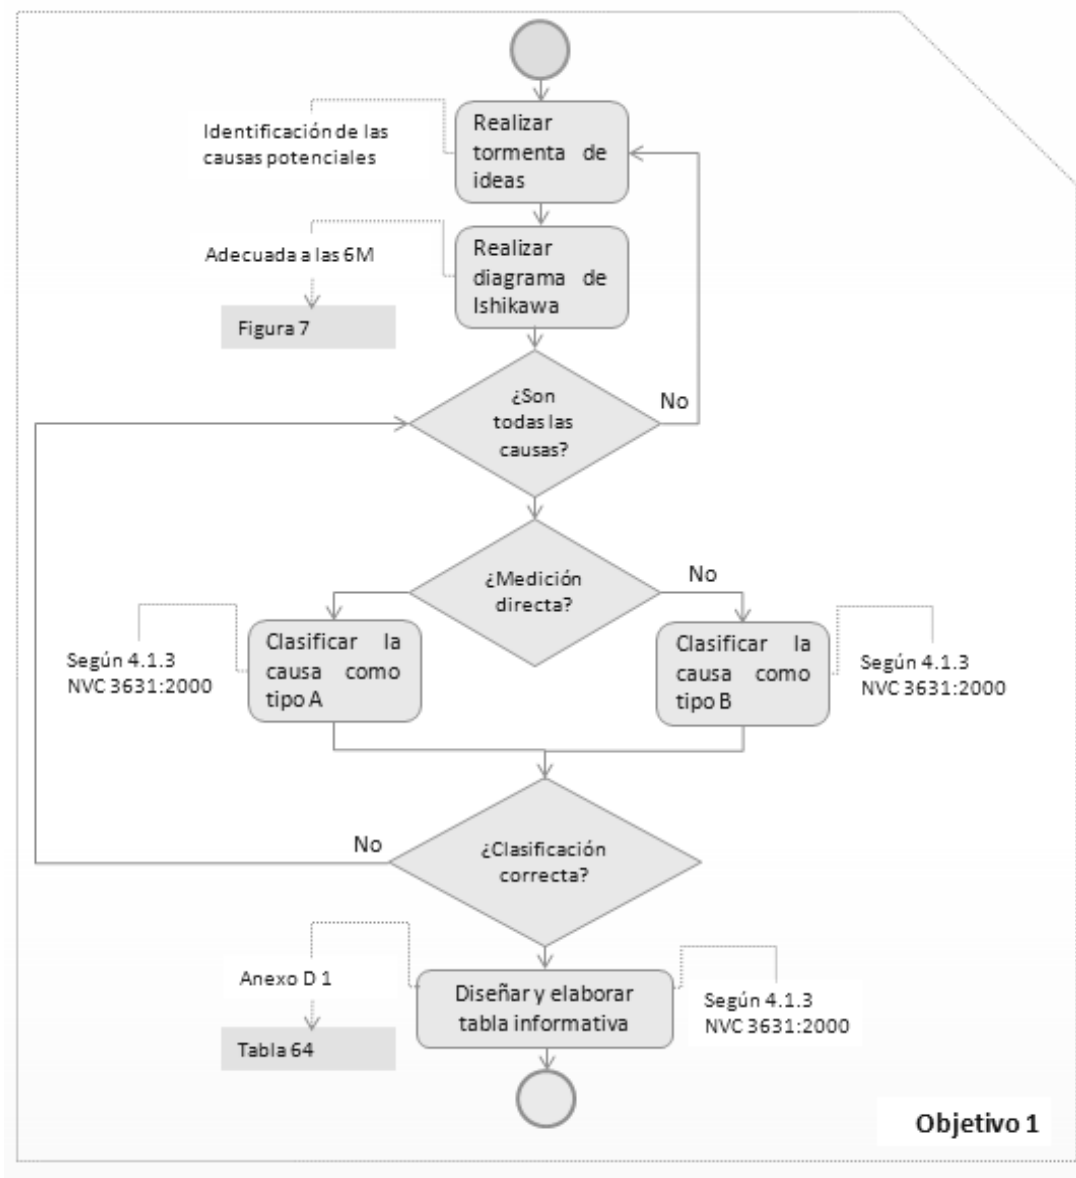 Realizar
tormenta de
ideas
Identificación de las
causas potenciales
Realizar
diagrama de
Ishikawa
Adecuada a las 6M
Figura 7
¿Son
todas las
causas?
No
¿Medición
directa?
No
Clasificar la
causa como
tipo A
Según 4.1.3
NVC 3631:2000
Clasificar la
causa como
tipo B
Según 4.1.3
NVC 3631:2000
No
¿Clasificación
correcta?
Anexo D 1
Tabla 64
Diseñar y elaborar
tabla informativa
Según 4.1.3
NVC 3631:2000
Objetivo 1